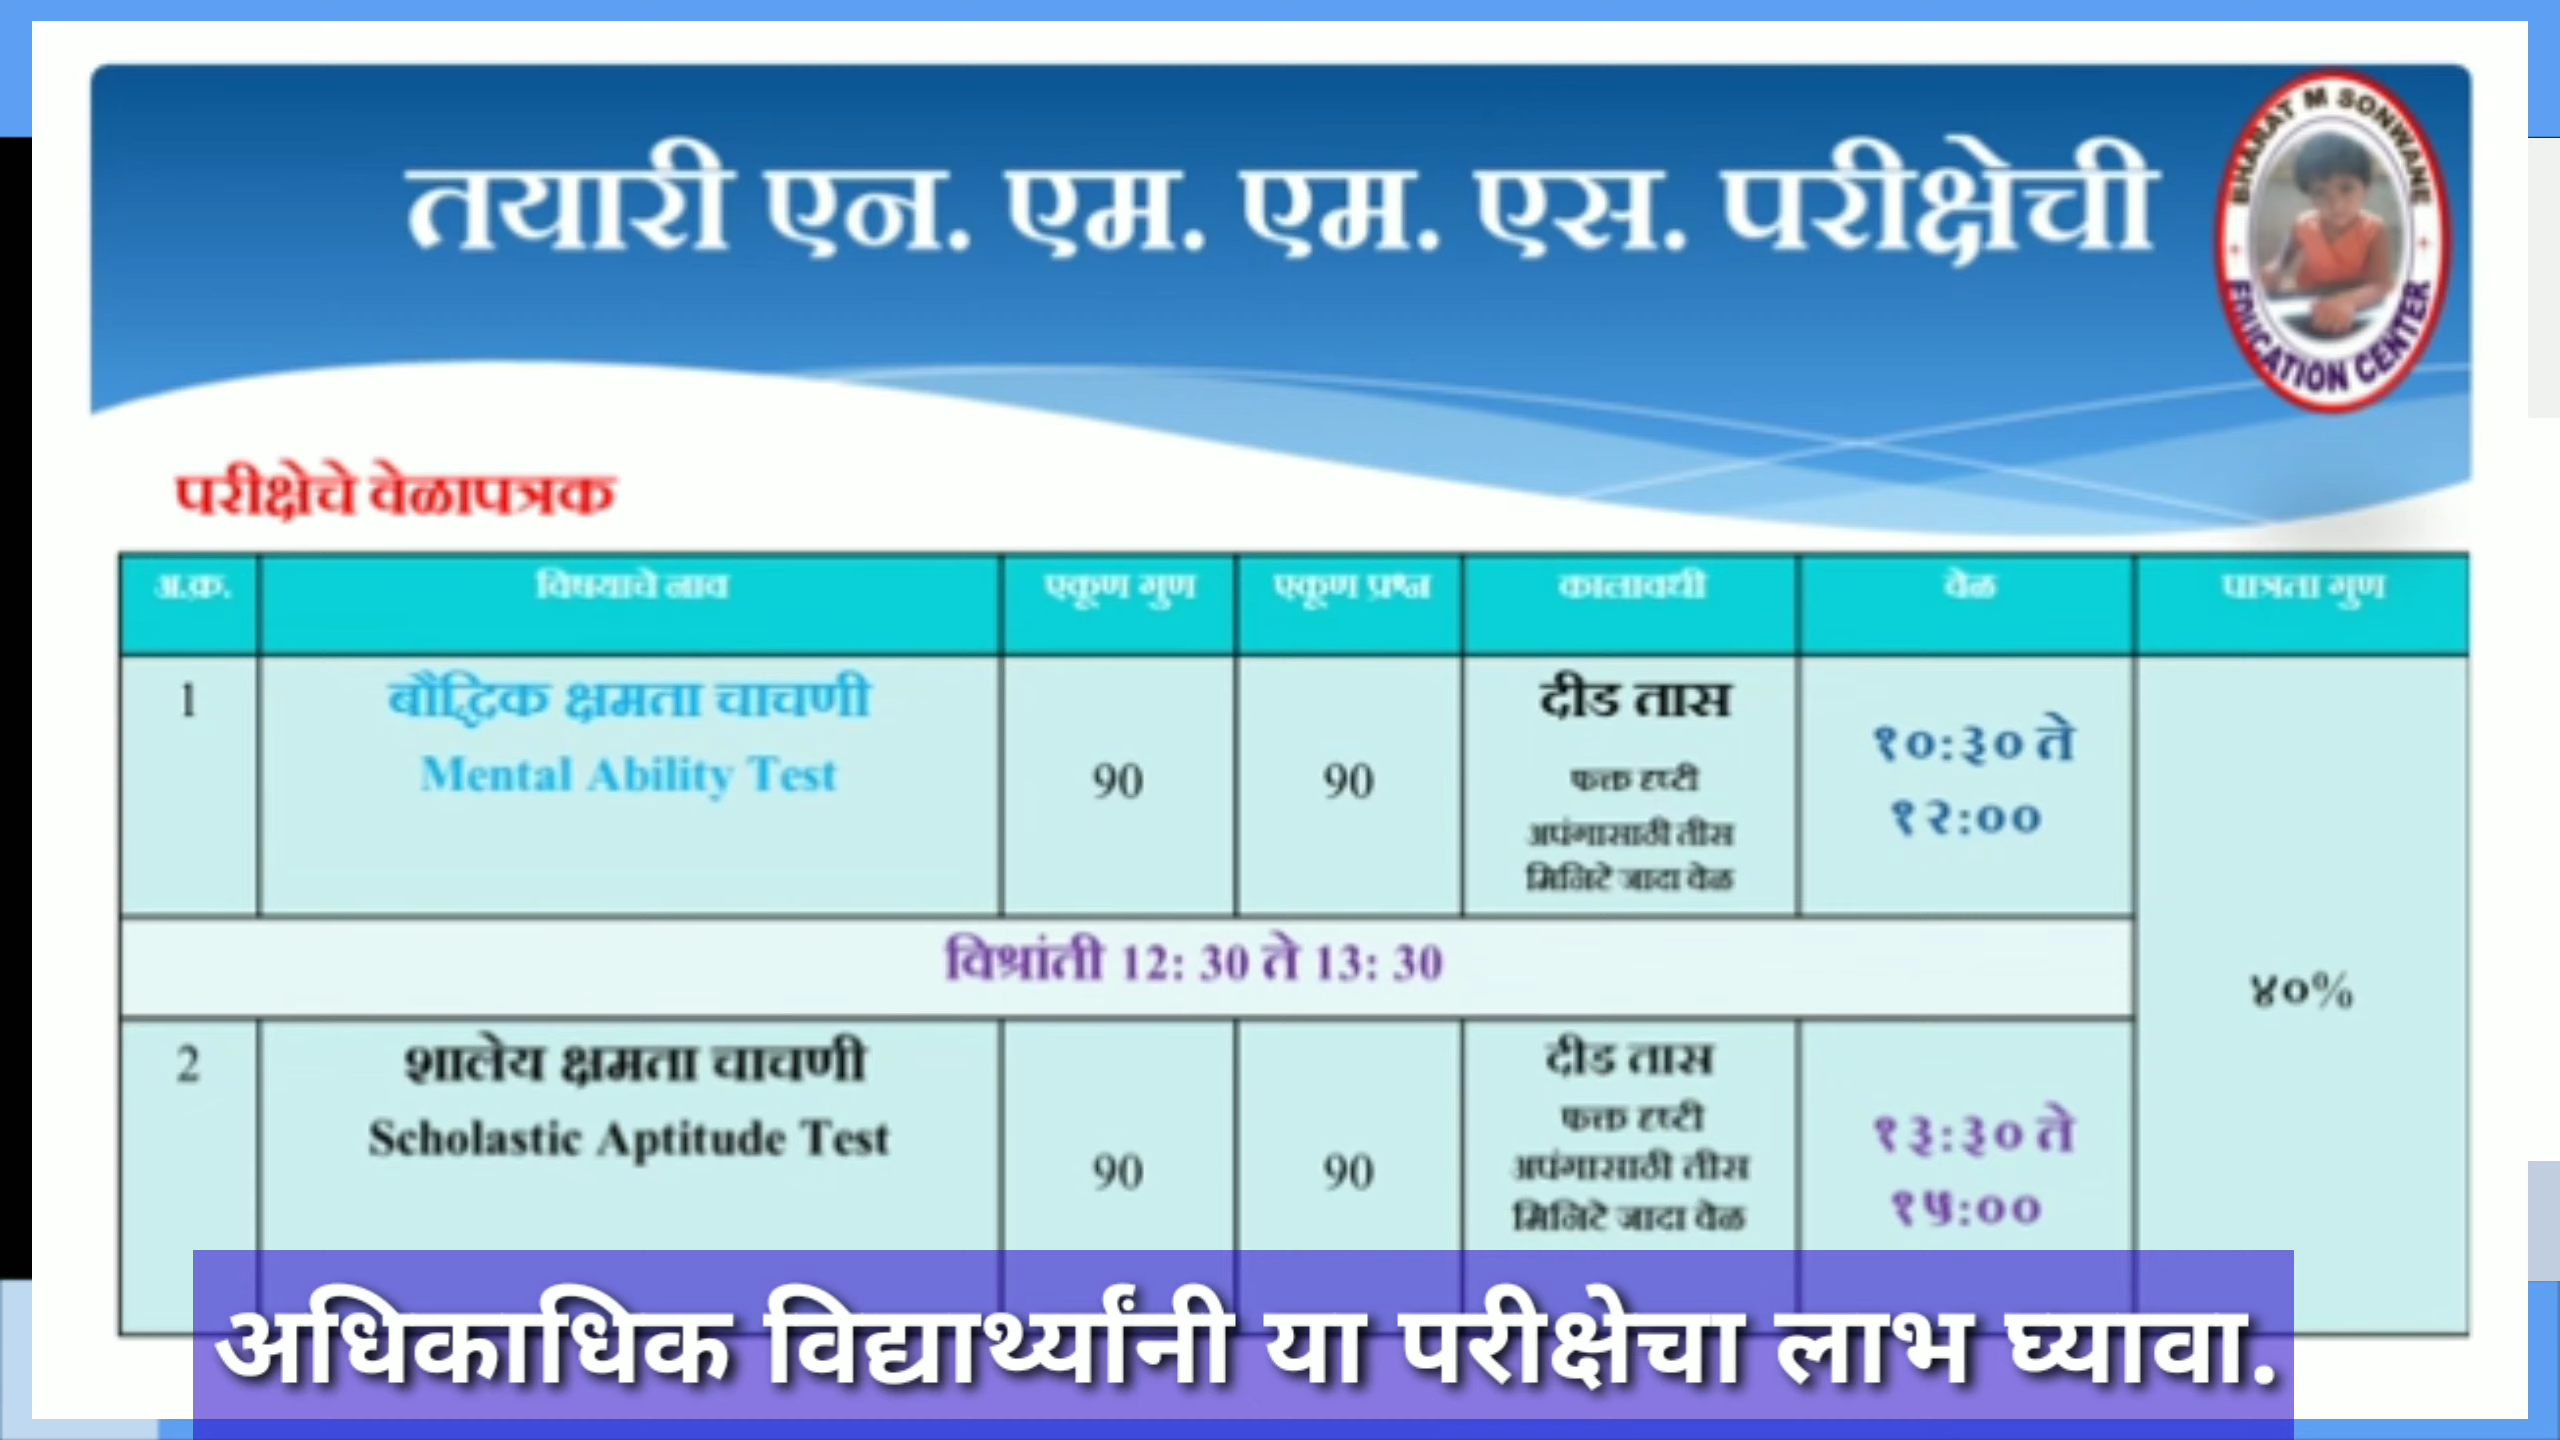 तयारी एन. एम. एम. एस. परीक्षेची
BHARAT M SONWANE
EDUCATION CENTER
परीक्षेचे वेळापत्रक
अ.क्र. विषयाचे नाव एकूण गुण एकूण प्रश्न कालावधी वेळ पात्रता गुण
1 बौद्धिक क्षमता चाचणी
Mental Ability Test
90 90
दीड तास
फक्त दृष्टी
अपंगासाठी तीस
मिनिटे जादा वेळ
१०:३० ते
१२:००
विश्रांती 12: 30 ते 13: 30
४०%
2 शालेय क्षमता चाचणी
Scholastic Aptitude Test
90 90
दीड तास
फक्त दृष्टी
अपंगासाठी तीस
मिनिटे जादा वेळ
१३:३० ते
१५:००
अधिकाधिक विद्यार्थ्यांनी या परीक्षेचा लाभ घ्यावा.